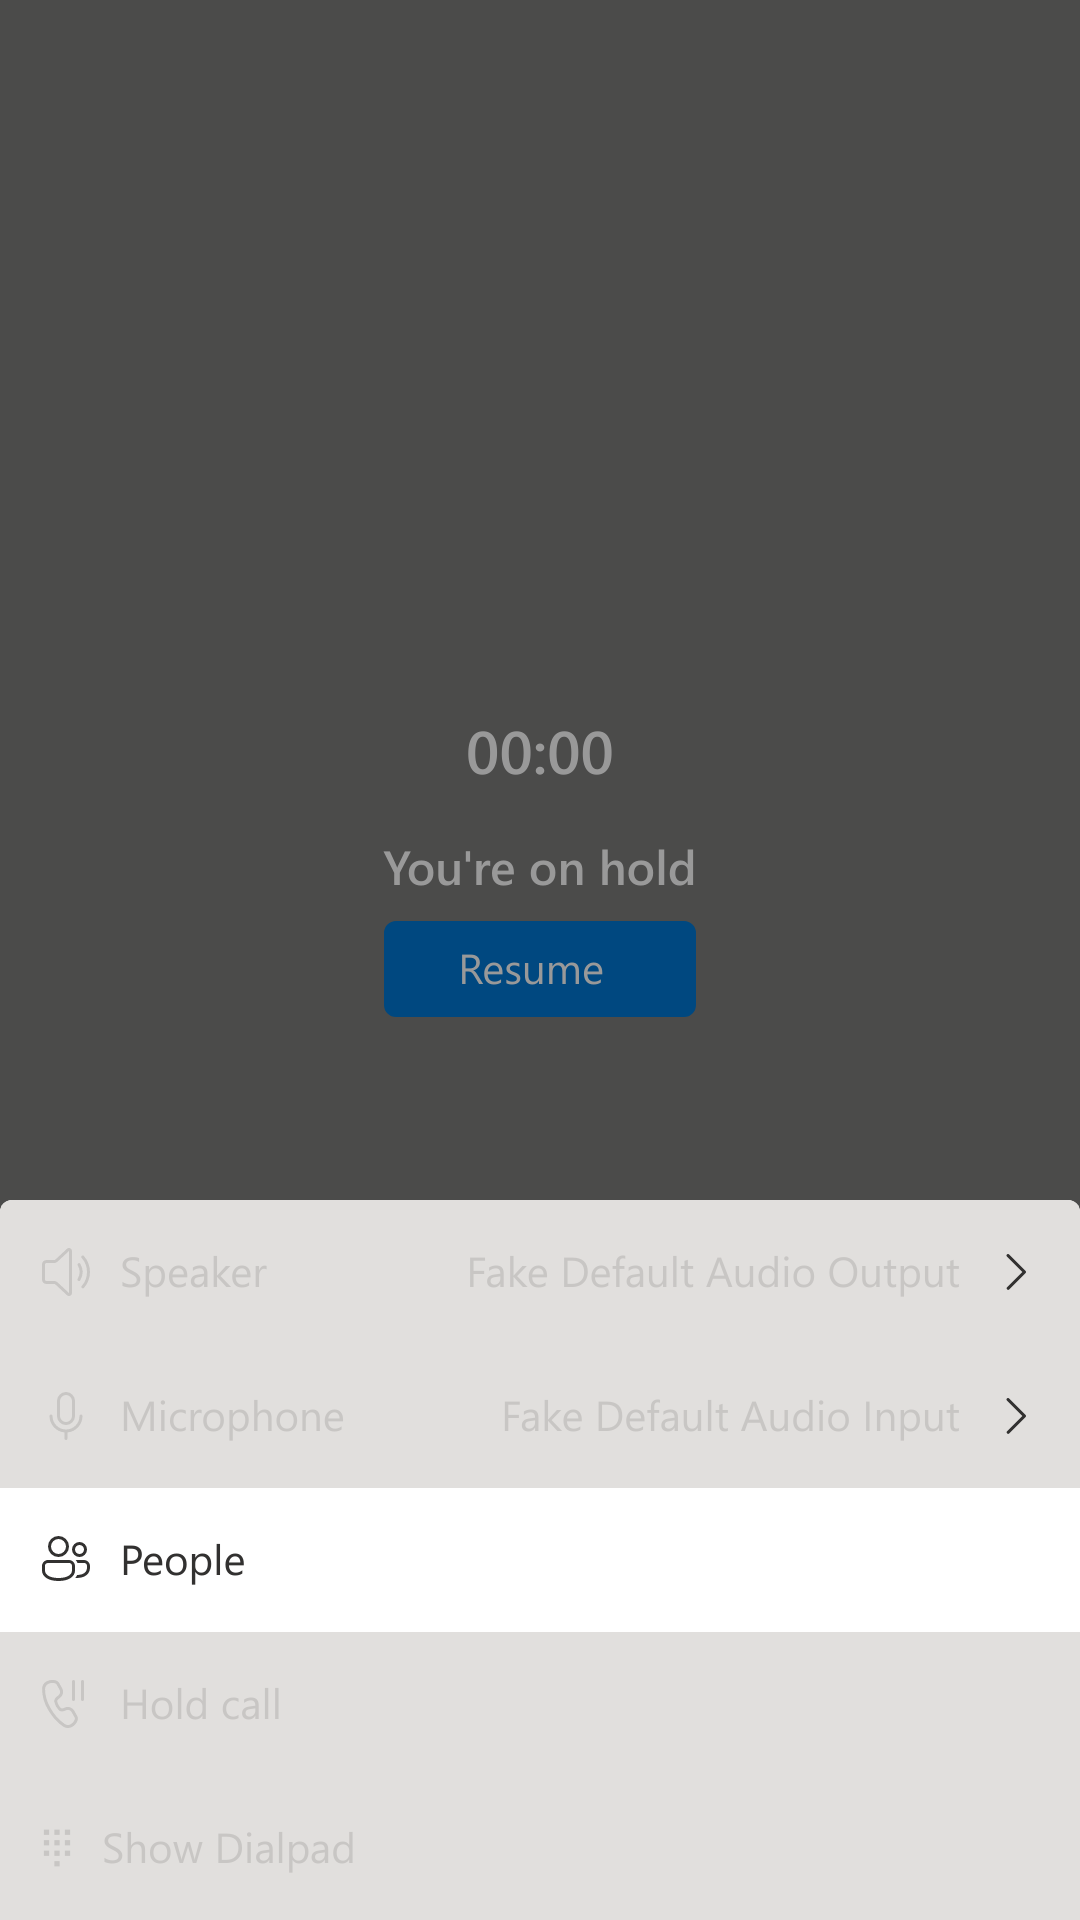 00:00
You're on hold
Resume
Speaker Fake Default Audio Output
Microphone Fake Default Audio Input
People
Hold call
Show Dialpad